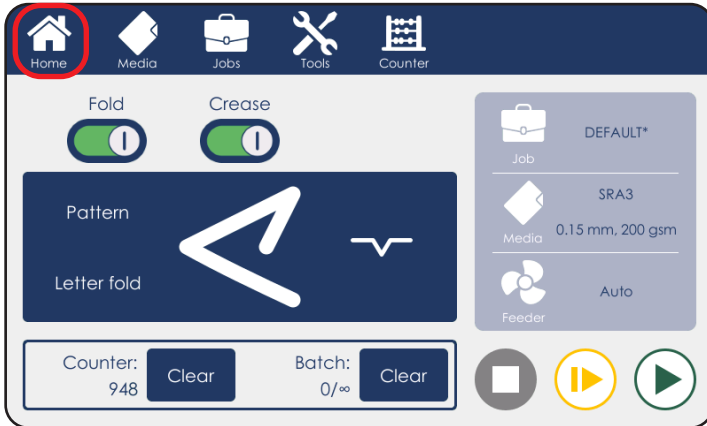 Home
Media
Jobs
Tools
Counter
Fold
Crease
Pattern
Letter fold
DEFAULT*
Job
SRA3
0.15 mm, 200 gsm
Media
Auto
Feeder
Counter:
948
Clear
Batch:
0/∞
Clear